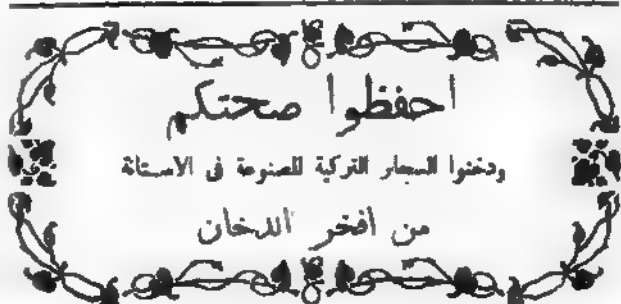 احفظوا صحتكم
ودخنوا السجاير التركية المصنوعة فى الاستانة
من افخر الدخان